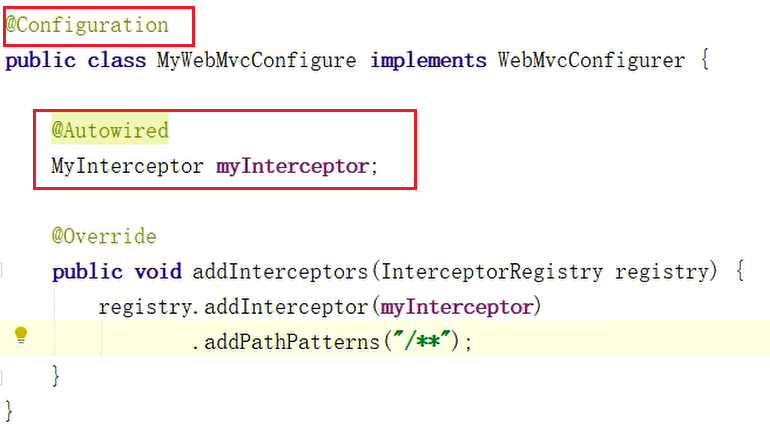 @Configuration
public class MyWebMvcConfigure implements WebMvcConfigurer {
@Autowired
MyInterceptor myInterceptor;
@Override
public void addInterceptors(InterceptorRegistry registry) {
registry.addInterceptor(myInterceptor)
.addPathPatterns("/**");
}
}